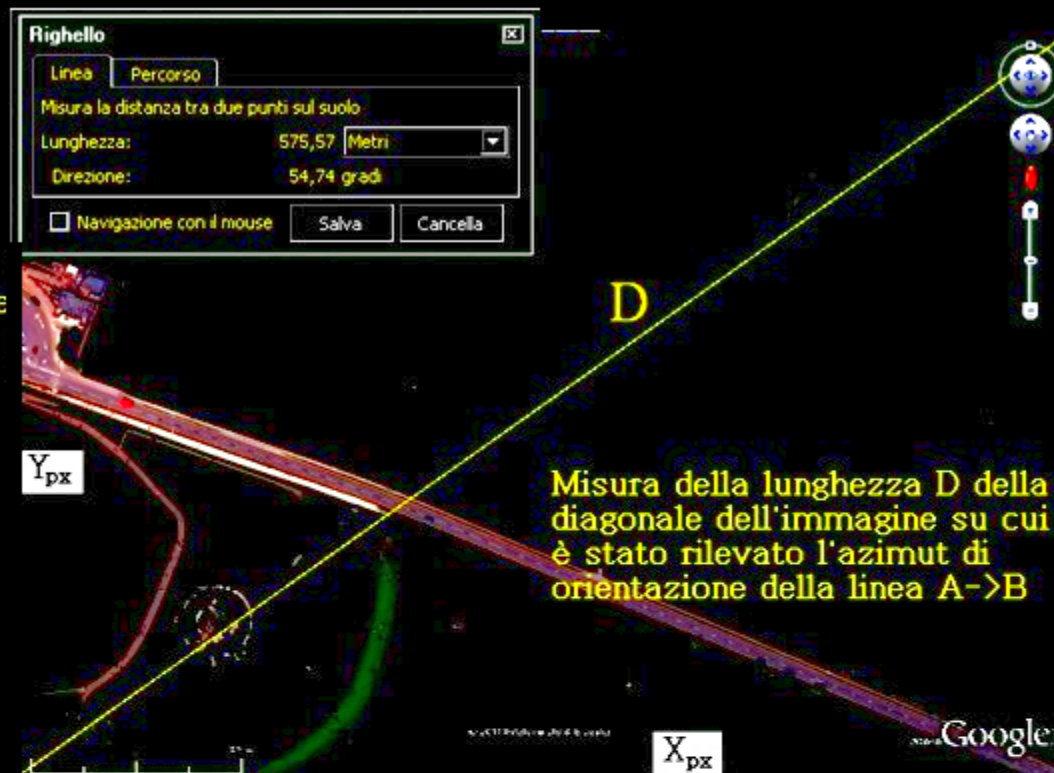 Righello
Linea Percorso
Misura la distanza tra due punti sul suolo
Lunghezza: 575,57 Metri
Direzione: 54,74 gradi
Navigazione con il mouse Salva Cancella
D
Y px
Misura della lunghezza D della
diagonale dell'immagine su cui
è stato rilevato l'azimut di
orientazione della linea A->B
X px
Google